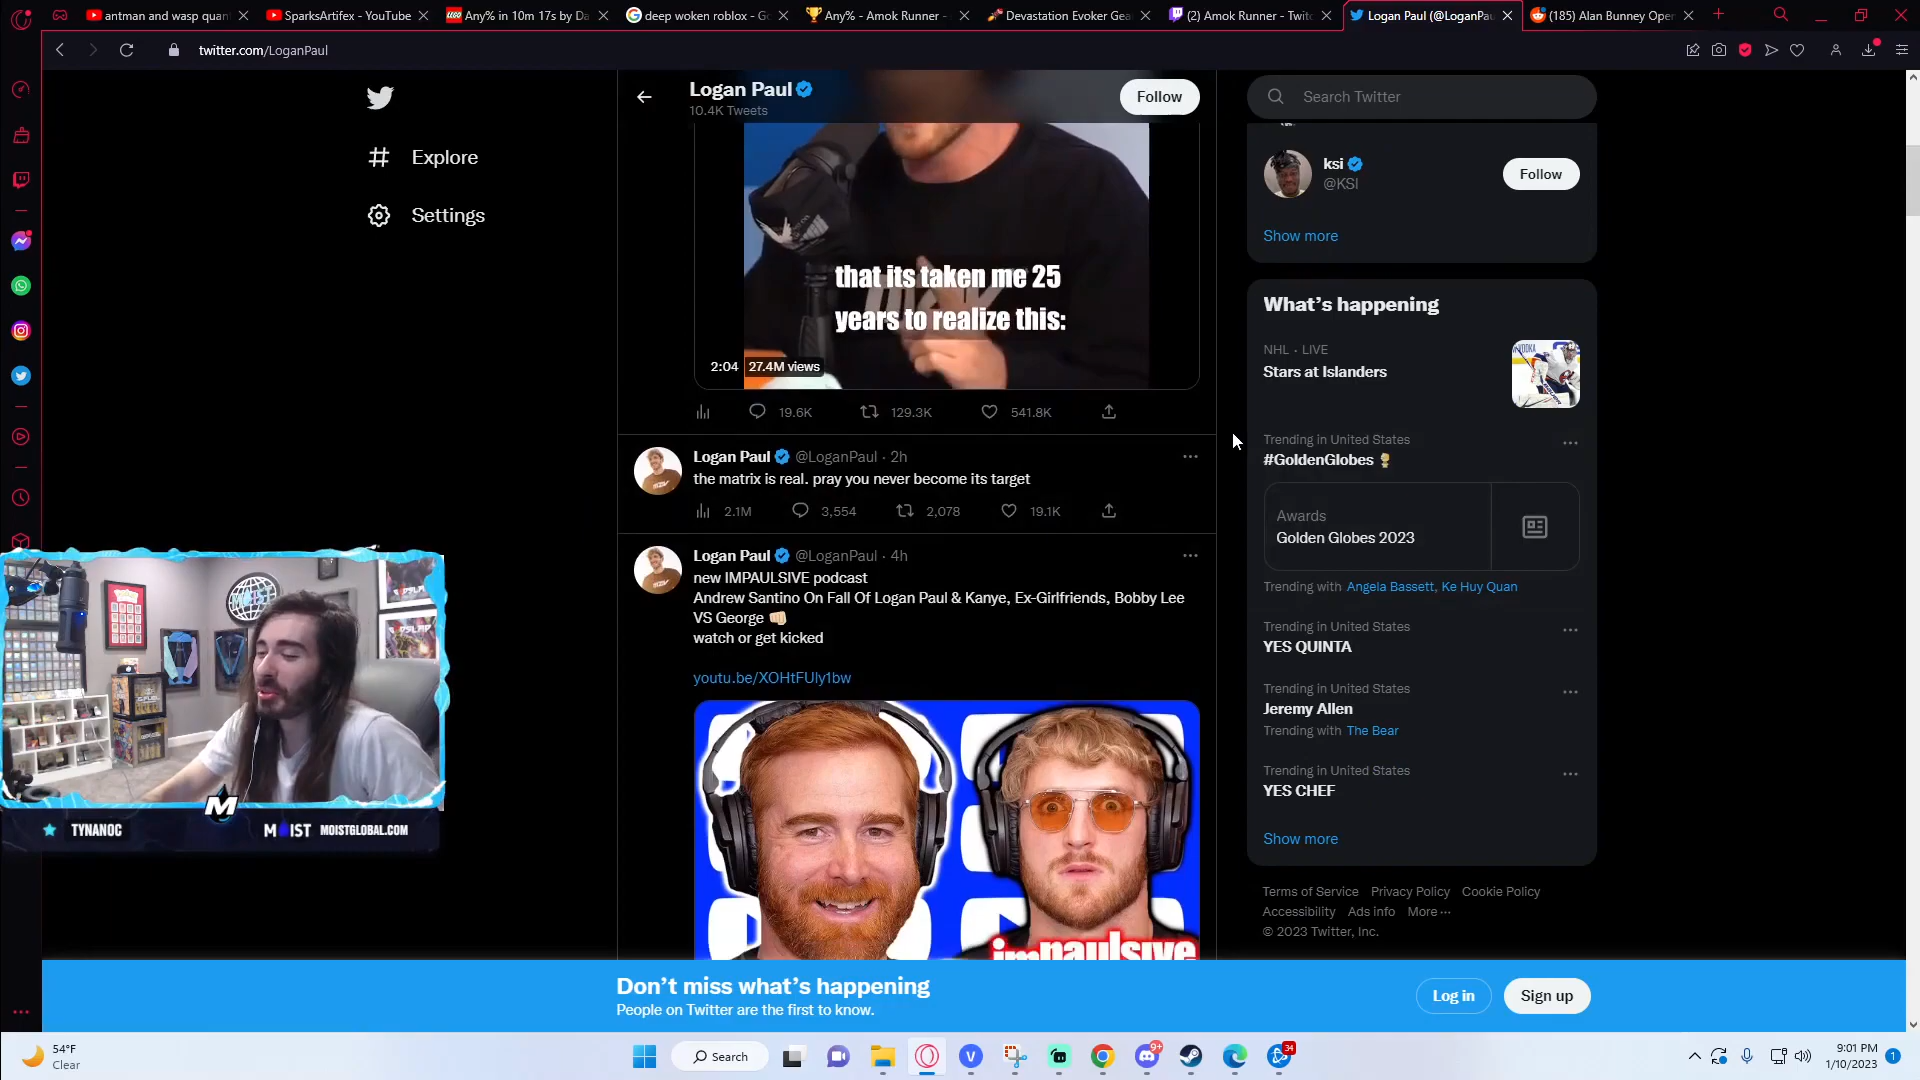 antman and wasp quan
SparksArtifex - YouTube
Any% in 10m 17s by Da
deep woken roblox - Go
Any% - Amok Runner -
Devastation Evoker Gea
(2) Amok Runner - Twitc
Logan Paul (@LoganPau
(185) Alan Bunney Oper
twitter.com/LoganPaul
Explore
Settings
Logan Paul
10.4K Tweets
Follow
that its taken me 25
years to realize this:
2:04 27.4M views
19.6K 129.3K 541.8K
Logan Paul @LoganPaul · 2h
the matrix is real. pray you never become its target
2.1M 3,554 2,078 19.1K
Logan Paul @LoganPaul · 4h
new IMPAULSIVE podcast
Andrew Santino On Fall Of Logan Paul & Kanye, Ex-Girlfriends, Bobby Lee
VS George 👊🏼
watch or get kicked
youtu.be/XOHtFUly1bw
impaulsive
Search Twitter
ksi
@KSI
Follow
Show more
What's happening
NHL · LIVE
Stars at Islanders
Trending in United States
#GoldenGlobes
Awards
Golden Globes 2023
Trending with Angela Bassett, Ke Huy Quan
Trending in United States
YES QUINTA
Trending in United States
Jeremy Allen
Trending with The Bear
Trending in United States
YES CHEF
Show more
Terms of Service Privacy Policy Cookie Policy
Accessibility Ads info More ···
© 2023 Twitter, Inc.
MOIST
M
TYNANOC MOIST MOISTGLOBAL.COM
Don't miss what's happening
People on Twitter are the first to know.
Log in
Sign up
54°F
Clear
Search
9+
34
9:01 PM
1/10/2023
1